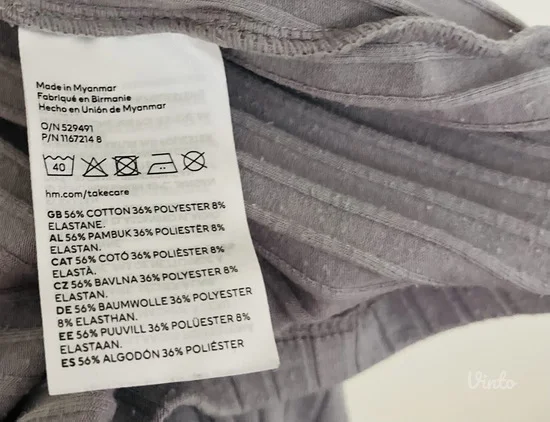 Made in Myanmar
Fabriqué en Birmanie
Hecho en Unión de Myanmar
O/N 529491
P/N 1167214 8
40
hm.com/takecare
GB 56% COTTON 36% POLYESTER 8%
ELASTANE.
AL 56% PAMBUK 36% POLIESTËR 8%
ELASTAN.
CAT 56% COTÓ 36% POLIÈSTER 8%
ELASTÀ.
CZ 56% BAVLNA 36% POLYESTER 8%
ELASTAN.
DE 56% BAUMWOLLE 36% POLYESTER
8% ELASTHAN.
EE 56% PUUVILL 36% POLÜESTER 8%
ELASTAAN.
ES 56% ALGODÓN 36% POLIÉSTER
Vinto